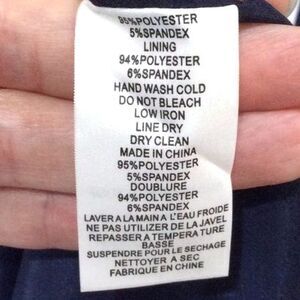 95%POLYESTER
5%SPANDEX
LINING
94%POLYESTER
6%SPANDEX
HAND WASH COLD
DO NOT BLEACH
LOW IRON
LINE DRY
DRY CLEAN
MADE IN CHINA
95%POLYESTER
5%SPANDEX
DOUBLURE
94%POLYESTER
6%SPANDEX
LAVER A LA MAIN A L'EAU FROIDE
NE PAS UTILIZER DE LA JAVEL
REPASSER A TEMPERATURE
BASSE
SUSPENDRE POUR LE SECHAGE
NETTOYER A SEC
FABRIQUE EN CHINE